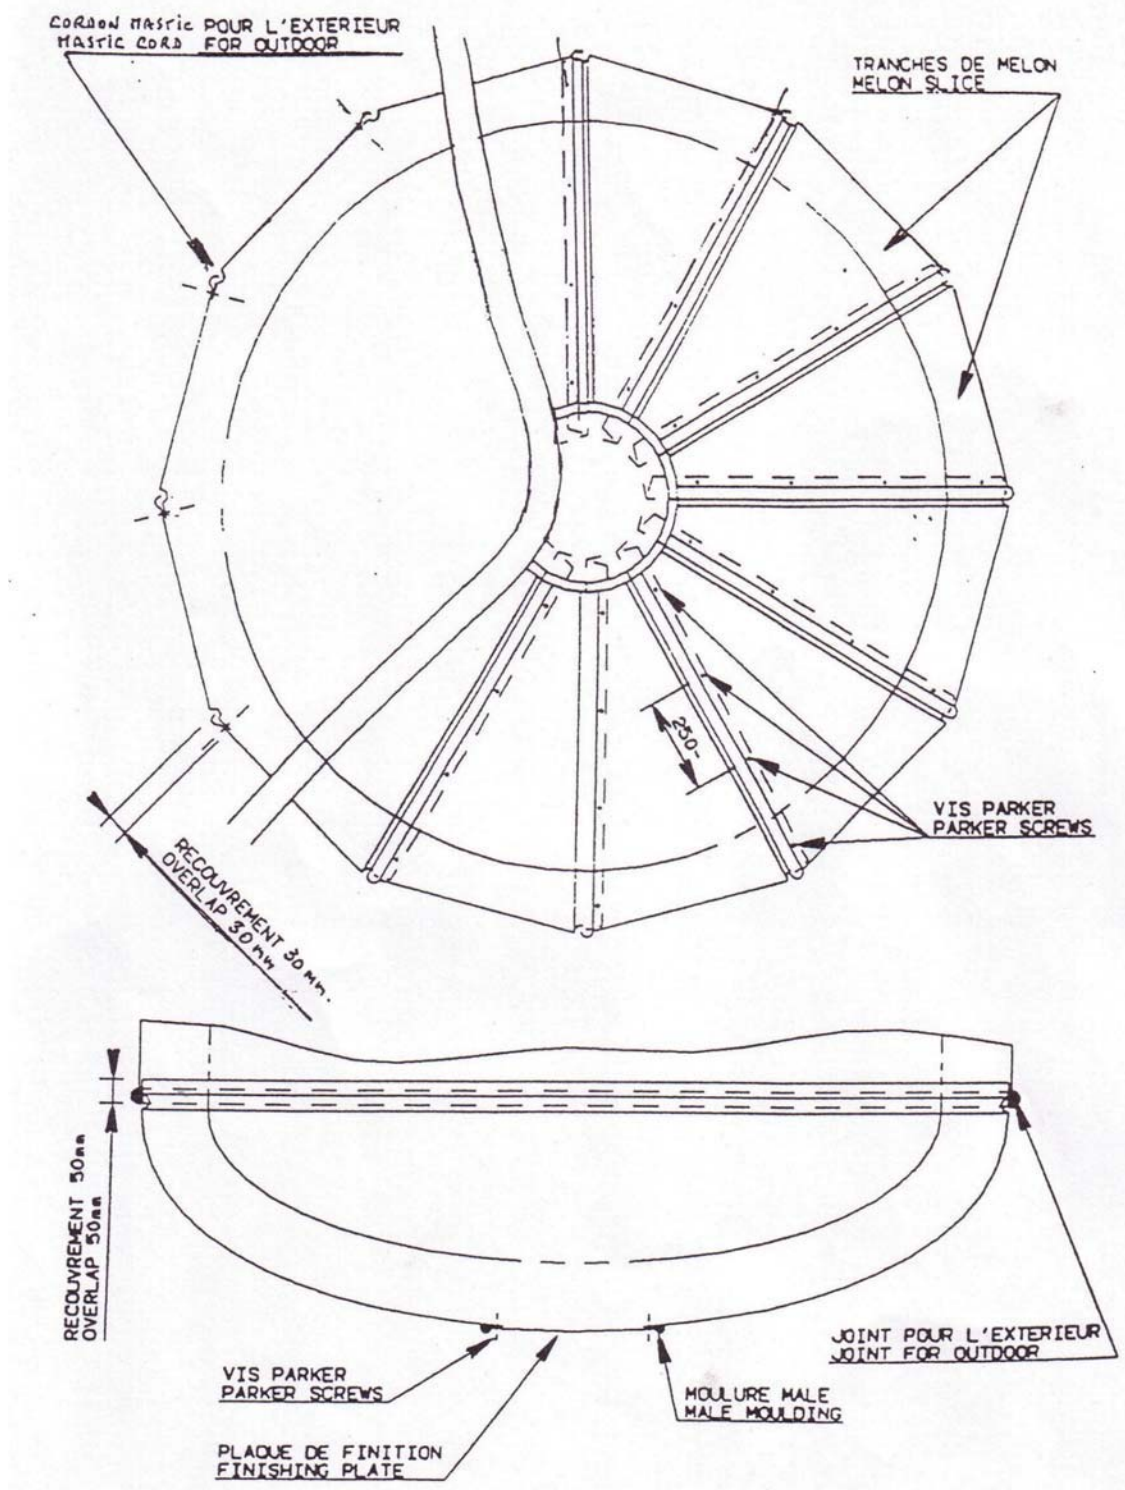 CORDON MASTIC POUR L'EXTERIEUR
MASTIC CORD FOR OUTDOOR
TRANCHES DE MELON
MELON SLICE
250
VIS PARKER
PARKER SCREWS
RECOUVREMENT 30 mm.
OVERLAP 30 mm
RECOUVREMENT 50mm
OVERLAP 50mm
JOINT POUR L'EXTERIEUR
JOINT FOR OUTDOOR
VIS PARKER
PARKER SCREWS
MOULURE MALE
MALE MOULDING
PLAQUE DE FINITION
FINISHING PLATE